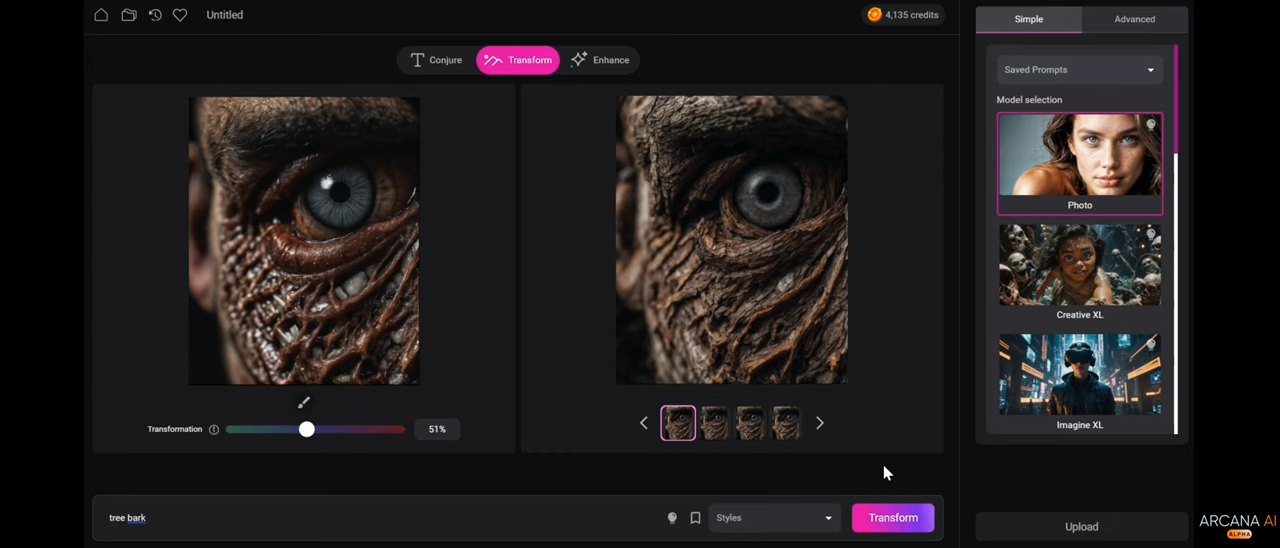 Untitled
4,135 credits
Simple
Advanced
Conjure
Transform
Enhance
Saved Prompts
Model selection
Photo
Creative XL
Imagine XL
Transformation
51%
tree bark
Styles
Transform
Upload
ARCANA AI
ALPHA